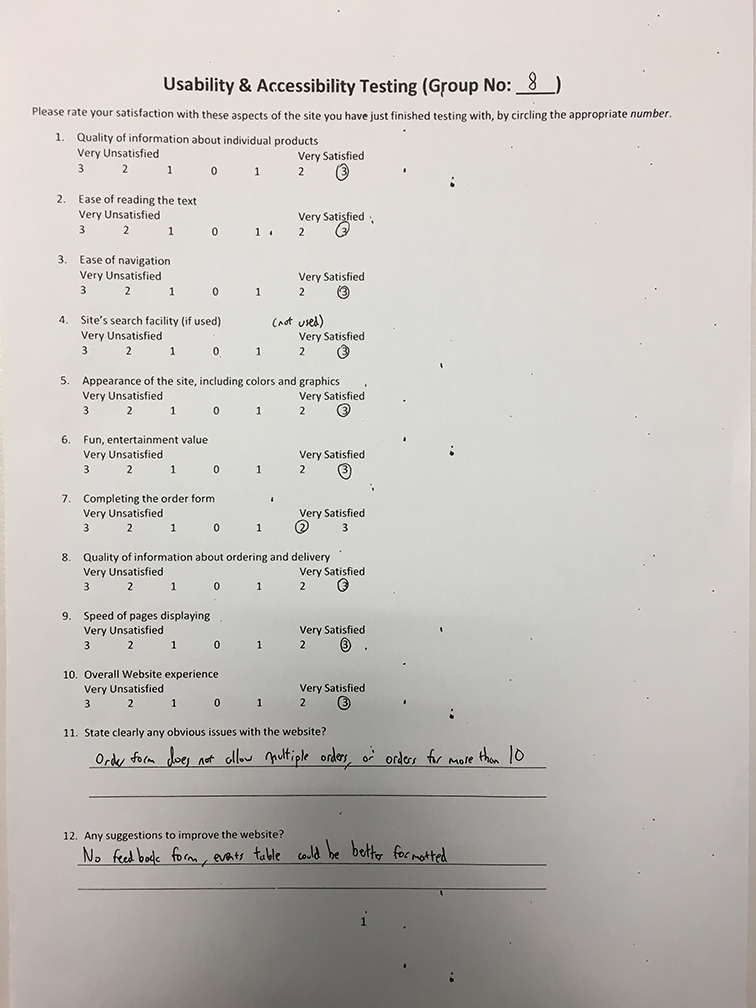 Usability & Accessibility Testing (Group No: 8)
Please rate your satisfaction with these aspects of the site you have just finished testing with, by circling the appropriate number.
1. Quality of information about individual products
Very Unsatisfied Very Satisfied
3 2 1 0 1 2 3
2. Ease of reading the text
Very Unsatisfied Very Satisfied
3 2 1 0 1 2 3
3. Ease of navigation
Very Unsatisfied Very Satisfied
3 2 1 0 1 2 3
4. Site's search facility (if used) (not used)
Very Unsatisfied Very Satisfied
3 2 1 0 1 2 3
5. Appearance of the site, including colors and graphics
Very Unsatisfied Very Satisfied
3 2 1 0 1 2 3
6. Fun, entertainment value
Very Unsatisfied Very Satisfied
3 2 1 0 1 2 3
7. Completing the order form
Very Unsatisfied Very Satisfied
3 2 1 0 1 2 3
8. Quality of information about ordering and delivery
Very Unsatisfied Very Satisfied
3 2 1 0 1 2 3
9. Speed of pages displaying
Very Unsatisfied Very Satisfied
3 2 1 0 1 2 3
10. Overall Website experience
Very Unsatisfied Very Satisfied
3 2 1 0 1 2 3
11. State clearly any obvious issues with the website?
Order form does not allow multiple orders, or orders for more than 10
12. Any suggestions to improve the website?
No feedback form, events table could be better formatted
1